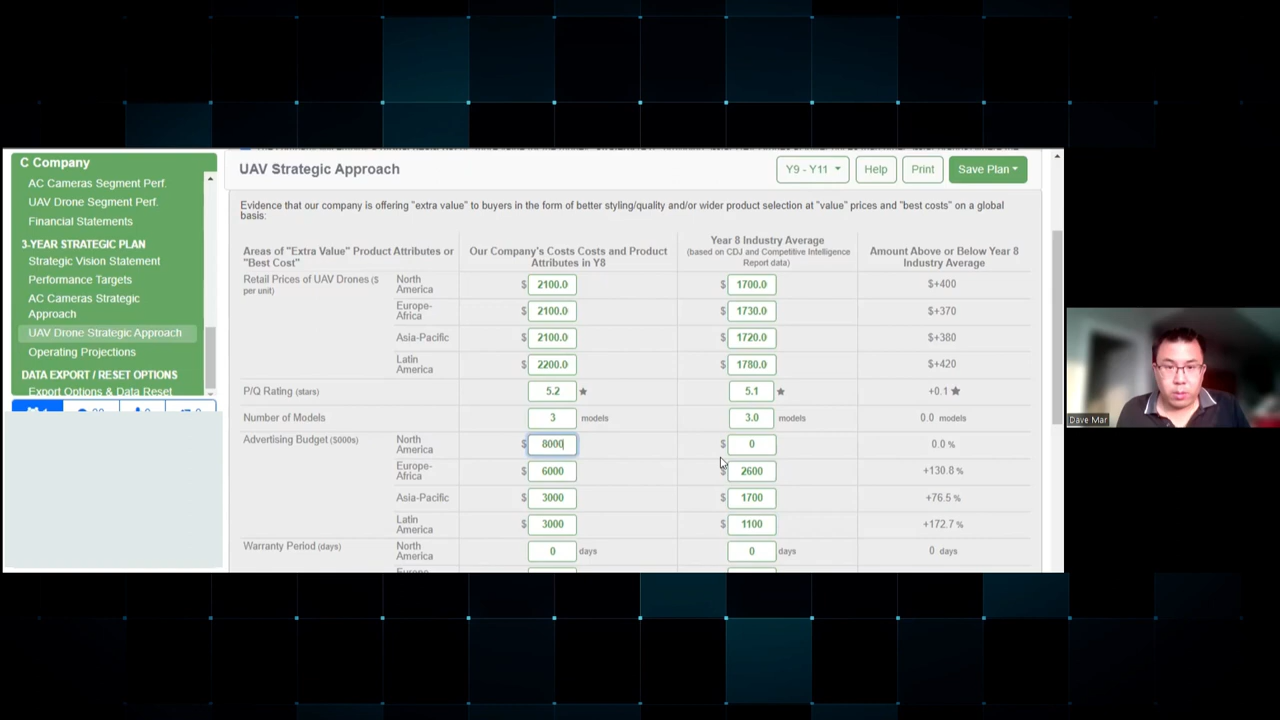 C Company
AC Cameras Segment Perf.
UAV Drone Segment Perf.
Financial Statements
3-YEAR STRATEGIC PLAN
Strategic Vision Statement
Performance Targets
AC Cameras Strategic
Approach
UAV Drone Strategic Approach
Operating Projections
DATA EXPORT / RESET OPTIONS
Export Options & Data Reset
UAV Strategic Approach
Y9 - Y11
Help
Print
Save Plan
Evidence that our company is offering "extra value" to buyers in the form of better styling/quality and/or wider product selection at "value" prices and "best costs" on a global
basis:
Areas of "Extra Value" Product Attributes or
"Best Cost"
Our Company's Costs Costs and Product
Attributes in Y8
Year 8 Industry Average
(based on CDJ and Competitive Intelligence
Report data)
Amount Above or Below Year 8
Industry Average
Retail Prices of UAV Drones ($
per unit)
North
America
$ 2100.0
$ 1700.0
$+400
Europe-
Africa
$ 2100.0
$ 1730.0
$+370
Asia-Pacific
$ 2100.0
$ 1720.0
$+380
Latin
America
$ 2200.0
$ 1780.0
$+420
P/Q Rating (stars)
5.2
5.1
+0.1
Number of Models
3 models
3.0 models
0.0 models
Advertising Budget ($000s)
North
America
$ 8000
$ 0
0.0 %
Europe-
Africa
$ 6000
$ 2600
+130.8 %
Asia-Pacific
$ 3000
$ 1700
+76.5 %
Latin
America
$ 3000
$ 1100
+172.7 %
Warranty Period (days)
North
America
0 days
0 days
0 days
Dave Mar